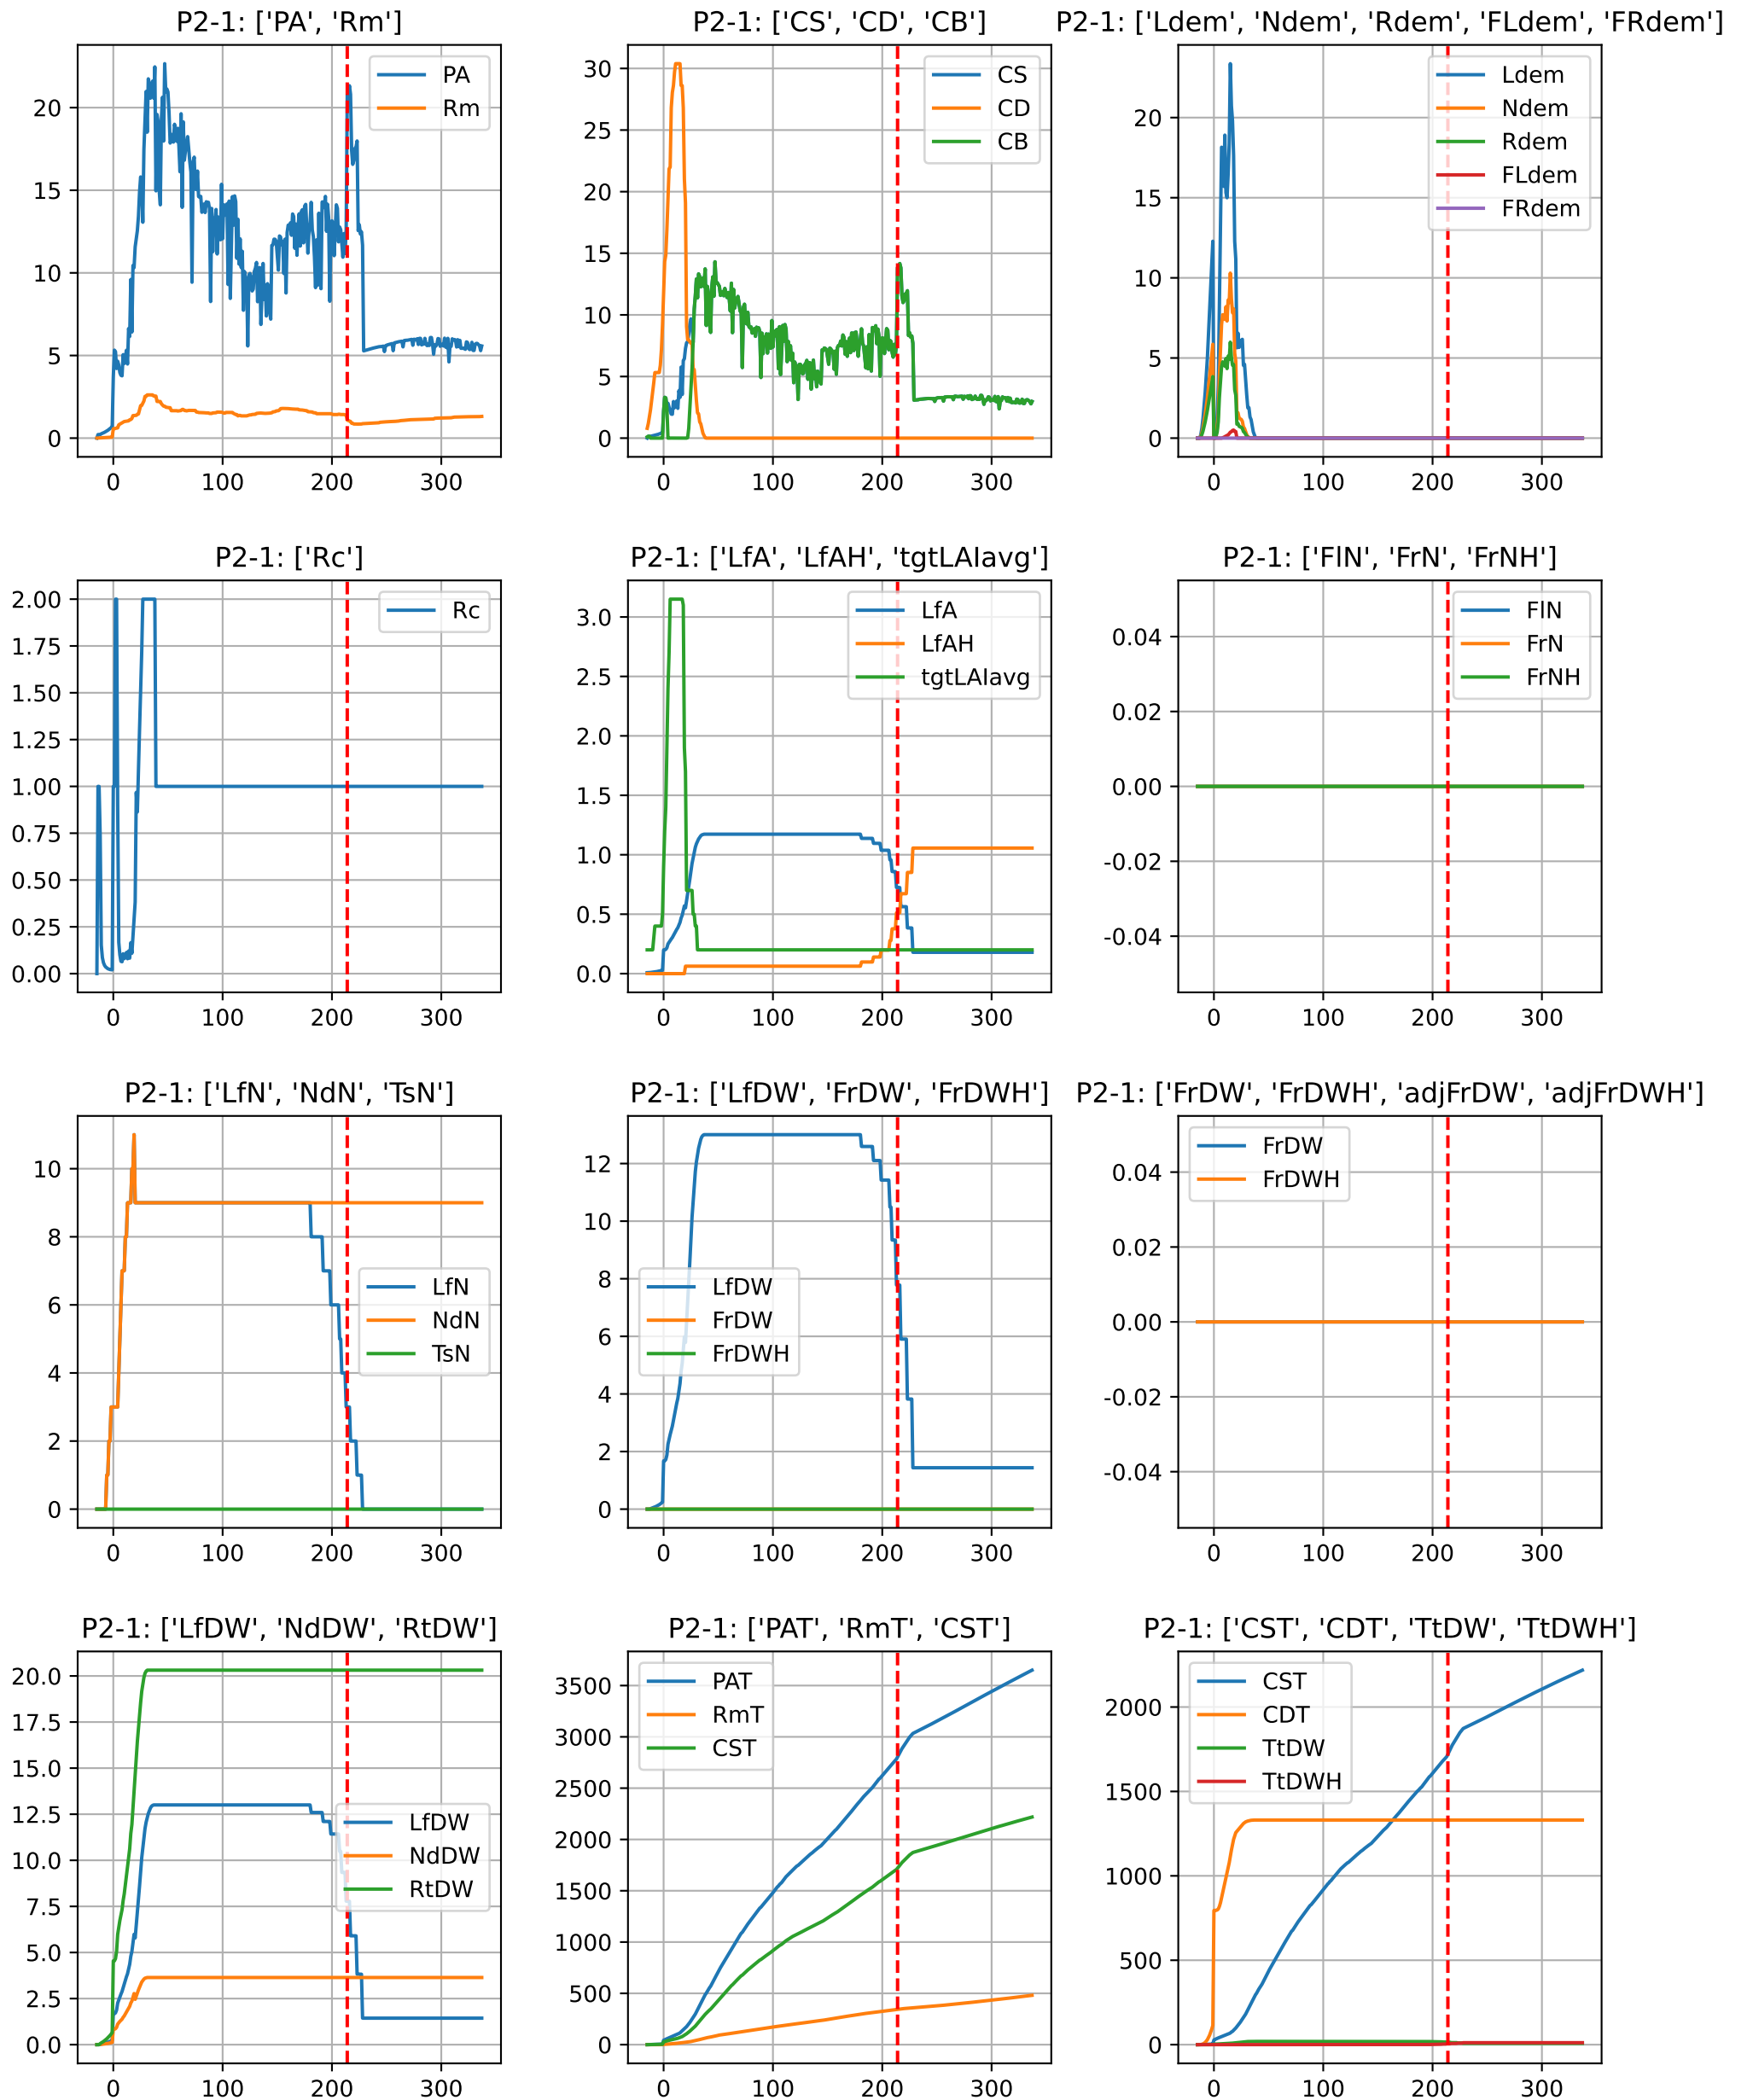 P2-1: ['PA', 'Rm']
PA
Rm
20
15
10
5
0
0 100 200 300
P2-1: ['CS', 'CD', 'CB']
CS
CD
CB
30
25
20
15
10
5
0
0 100 200 300
P2-1: ['Ldem', 'Ndem', 'Rdem', 'FLdem', 'FRdem']
Ldem
Ndem
Rdem
FLdem
FRdem
20
15
10
5
0
0 100 200 300
P2-1: ['Rc']
Rc
2.00
1.75
1.50
1.25
1.00
0.75
0.50
0.25
0.00
0 100 200 300
P2-1: ['LfA', 'LfAH', 'tgtLAIavg']
LfA
LfAH
tgtLAIavg
3.0
2.5
2.0
1.5
1.0
0.5
0.0
0 100 200 300
P2-1: ['FlN', 'FrN', 'FrNH']
FlN
FrN
FrNH
0.04
0.02
0.00
-0.02
-0.04
0 100 200 300
P2-1: ['LfN', 'NdN', 'TsN']
LfN
NdN
TsN
10
8
6
4
2
0
0 100 200 300
P2-1: ['LfDW', 'FrDW', 'FrDWH']
LfDW
FrDW
FrDWH
12
10
8
6
4
2
0
0 100 200 300
P2-1: ['FrDW', 'FrDWH', 'adjFrDW', 'adjFrDWH']
FrDW
FrDWH
0.04
0.02
0.00
-0.02
-0.04
0 100 200 300
P2-1: ['LfDW', 'NdDW', 'RtDW']
LfDW
NdDW
RtDW
20.0
17.5
15.0
12.5
10.0
7.5
5.0
2.5
0.0
0 100 200 300
P2-1: ['PAT', 'RmT', 'CST']
PAT
RmT
CST
3500
3000
2500
2000
1500
1000
500
0
0 100 200 300
P2-1: ['CST', 'CDT', 'TtDW', 'TtDWH']
CST
CDT
TtDW
TtDWH
2000
1500
1000
500
0
0 100 200 300